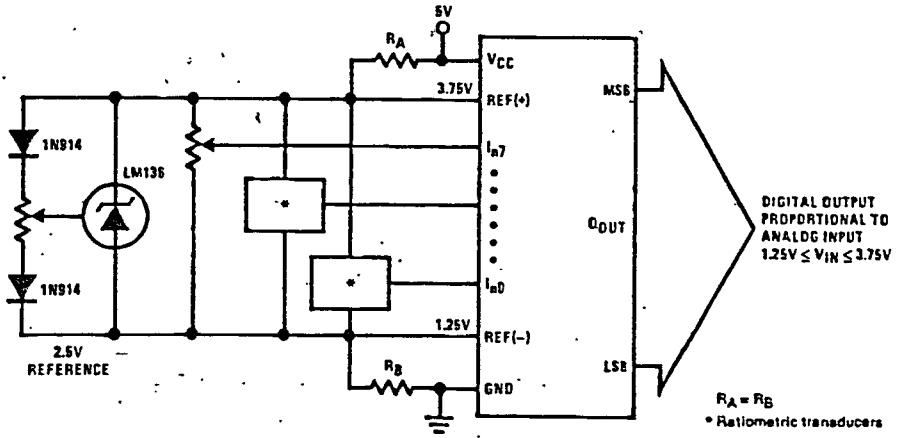 5V
RA
VCC
MSB
3.75V
REF(+)
1N914
In7
LM136
*
DIGITAL OUTPUT
PROPORTIONAL TO
ANALOG INPUT
1.25V ≤ VIN ≤ 3.75V
QOUT
*
In0
1N914
1.25V
REF(−)
2.5V
REFERENCE
RB
LSB
GND
RA = RB
* Ratiometric transducers